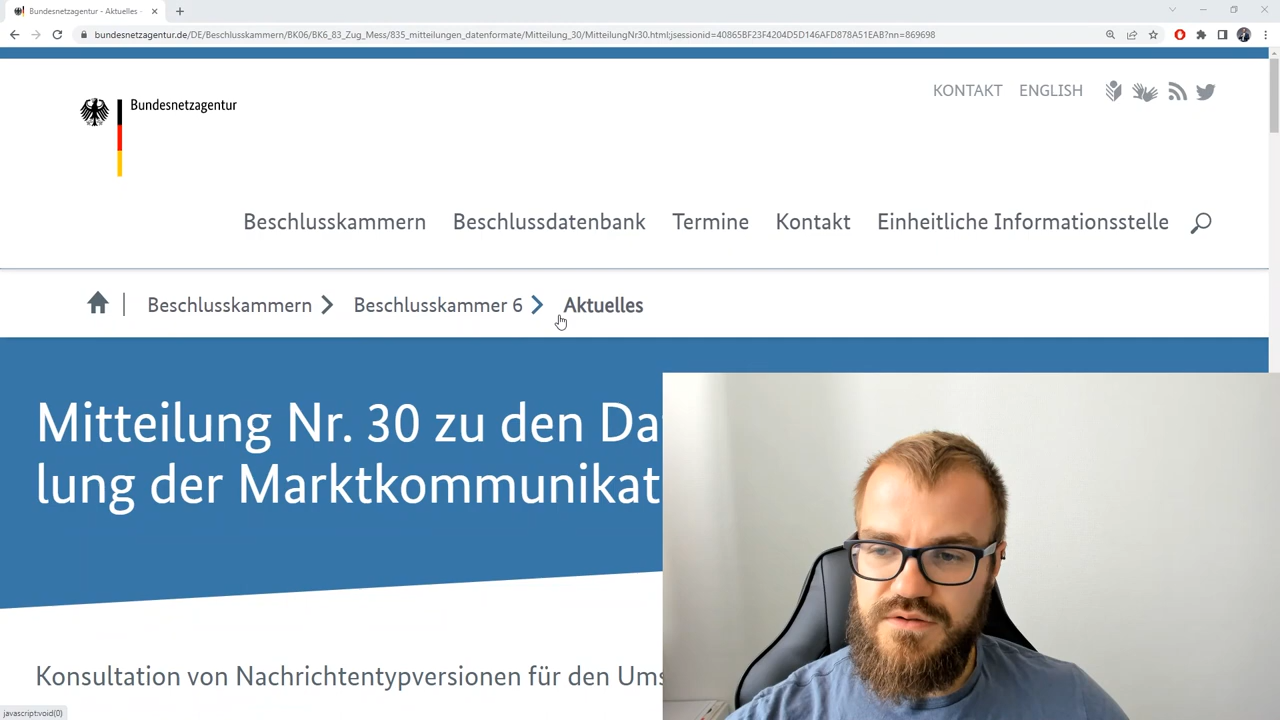 Bundesnetzagentur - Aktuelles -
bundesnetzagentur.de/DE/Beschlusskammern/BK06/BK6_83_Zug_Mess/835_mitteilungen_datenformate/Mitteilung_30/MitteilungNr30.html;jsessionid=40865BF23F4204D5D146AFD878A51EAB?nn=869698
KONTAKT ENGLISH
Bundesnetzagentur
Beschlusskammern Beschlussdatenbank Termine Kontakt Einheitliche Informationsstelle
Beschlusskammern Beschlusskammer 6 Aktuelles
Mitteilung Nr. 30 zu den Da
lung der Marktkommunikat
Konsultation von Nachrichtentypversionen für den Ums
javascript:void(0)